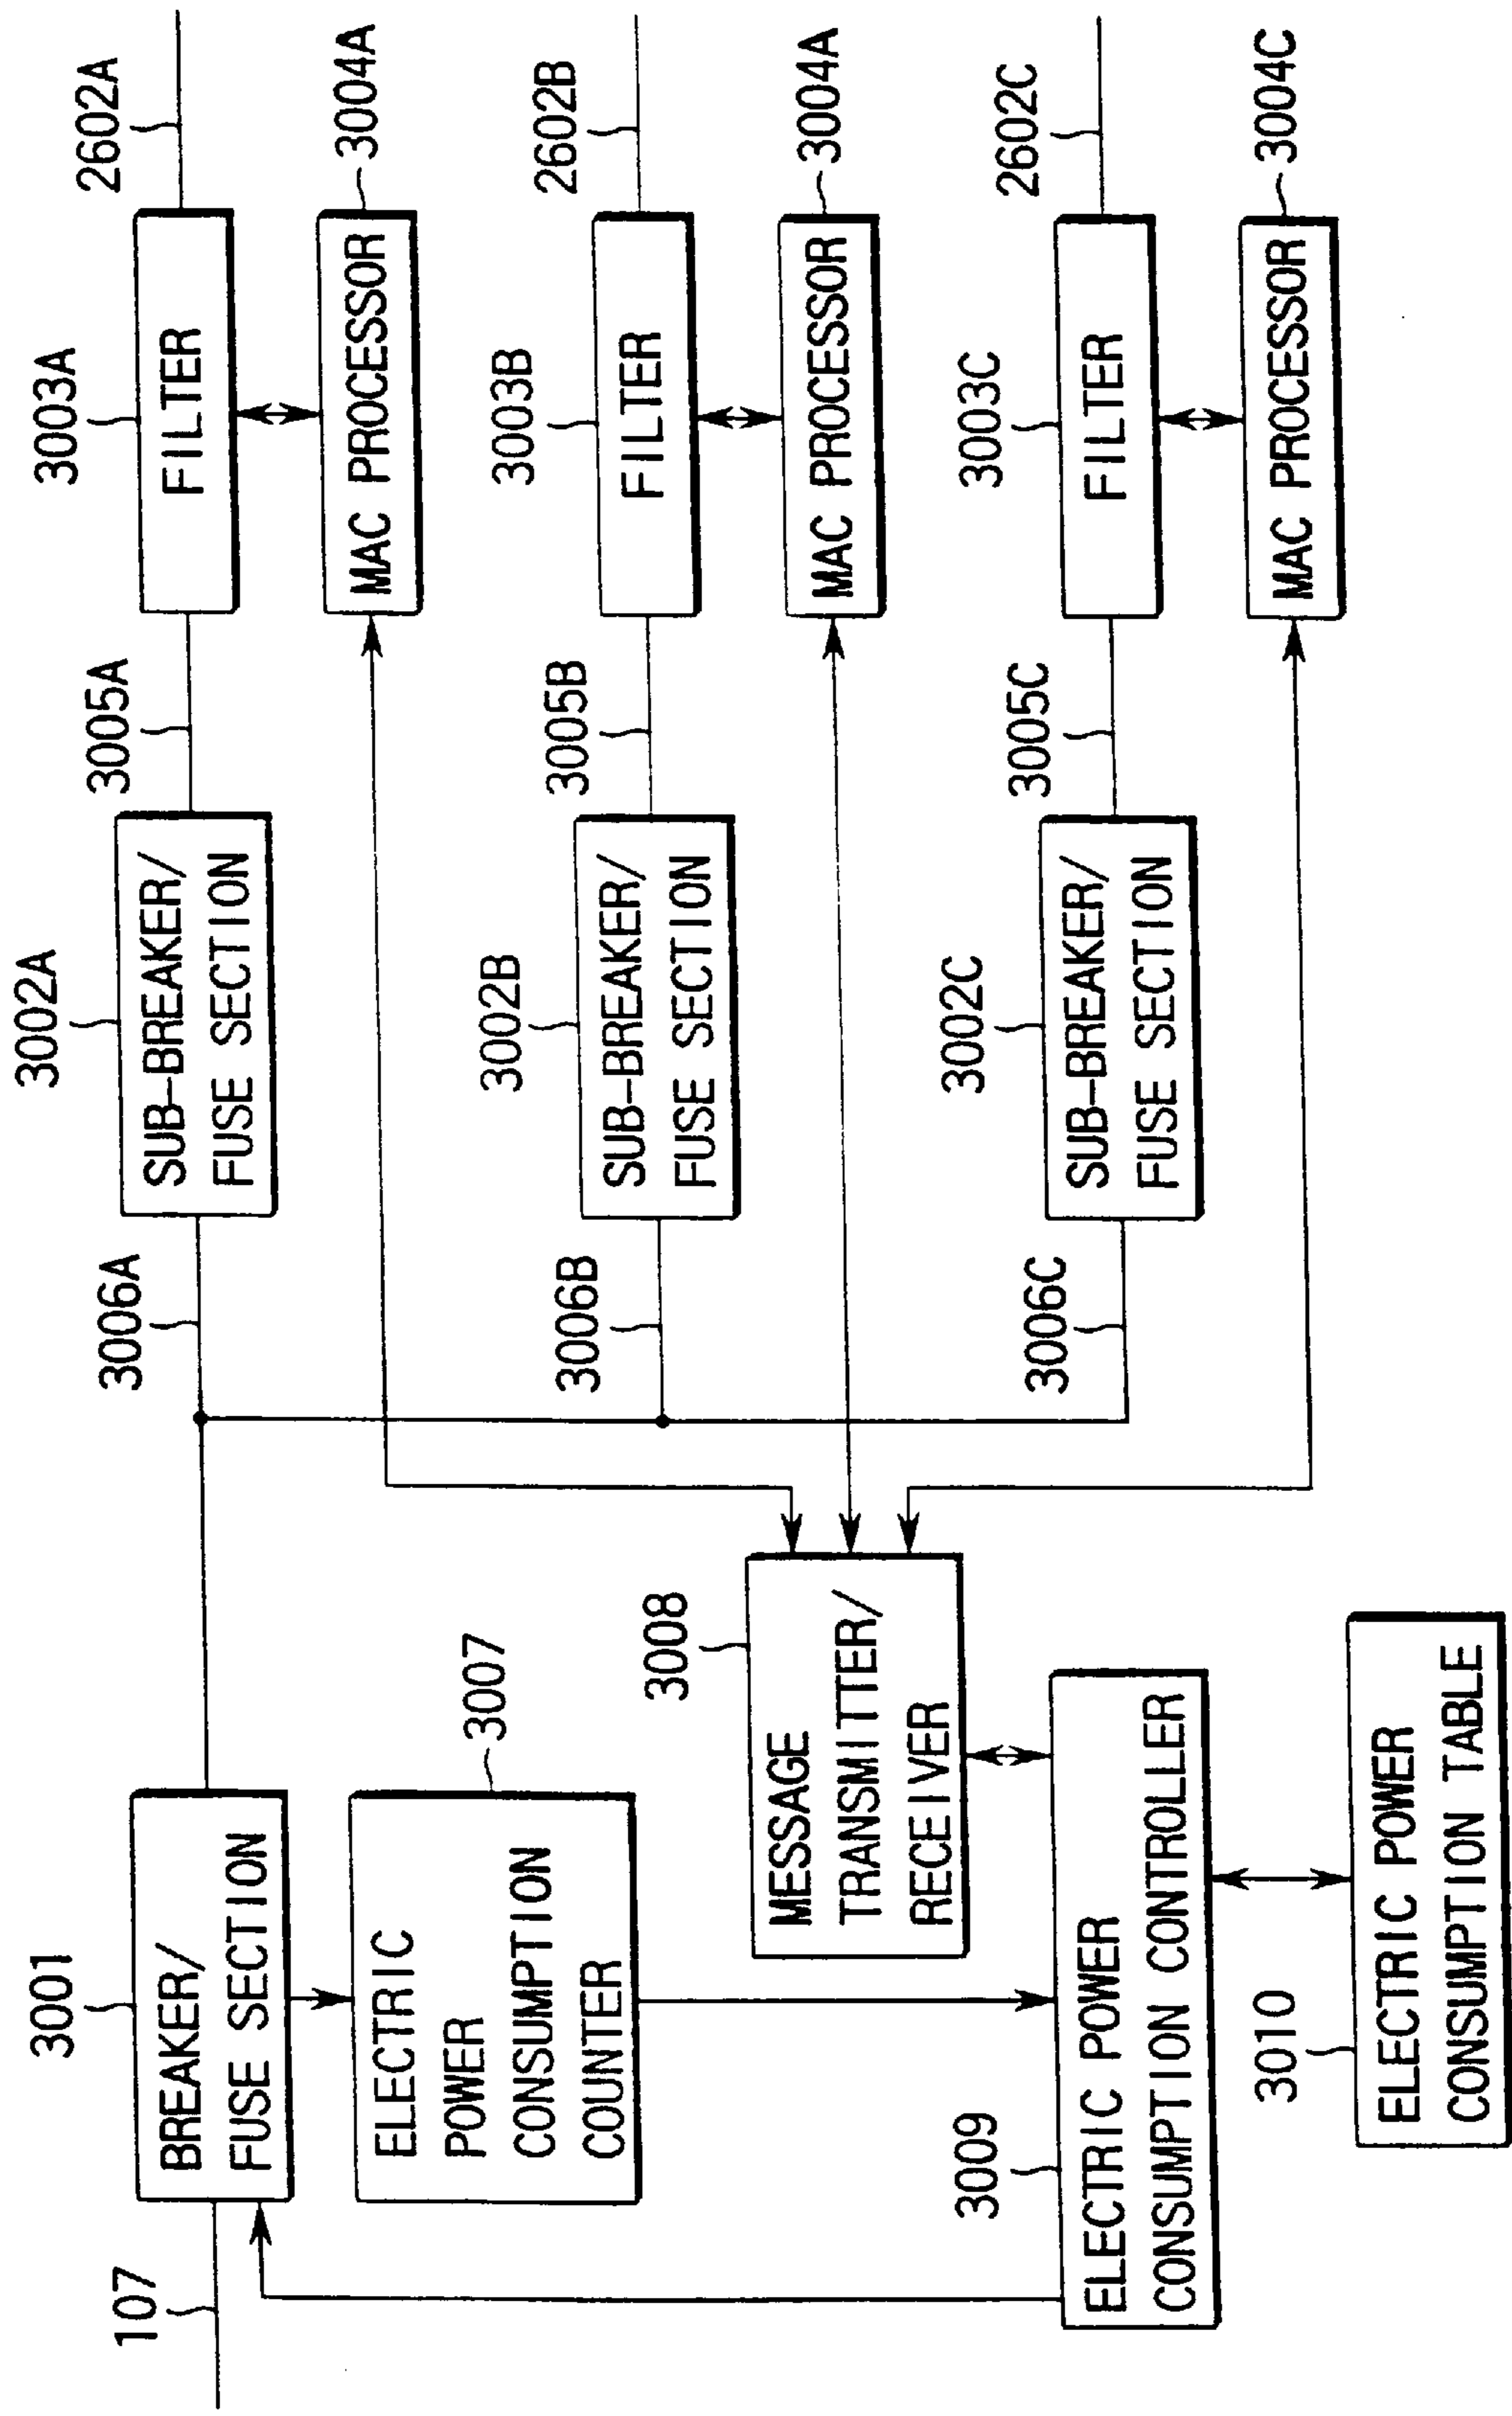 107
3001
BREAKER/
FUSE SECTION
3006A
3002A
SUB-BREAKER/
FUSE SECTION
3005A
3003A
FILTER
2602A
MAC PROCESSOR
3004A
3007
ELECTRIC
POWER
CONSUMPTION
COUNTER
3006B
3002B
SUB-BREAKER/
FUSE SECTION
3005B
3003B
FILTER
2602B
MAC PROCESSOR
3004A
3008
MESSAGE
TRANSMITTER/
RECEIVER
3006C
3002C
SUB-BREAKER/
FUSE SECTION
3005C
3003C
FILTER
2602C
MAC PROCESSOR
3004C
3009
ELECTRIC POWER
CONSUMPTION CONTROLLER
3010
ELECTRIC POWER
CONSUMPTION TABLE